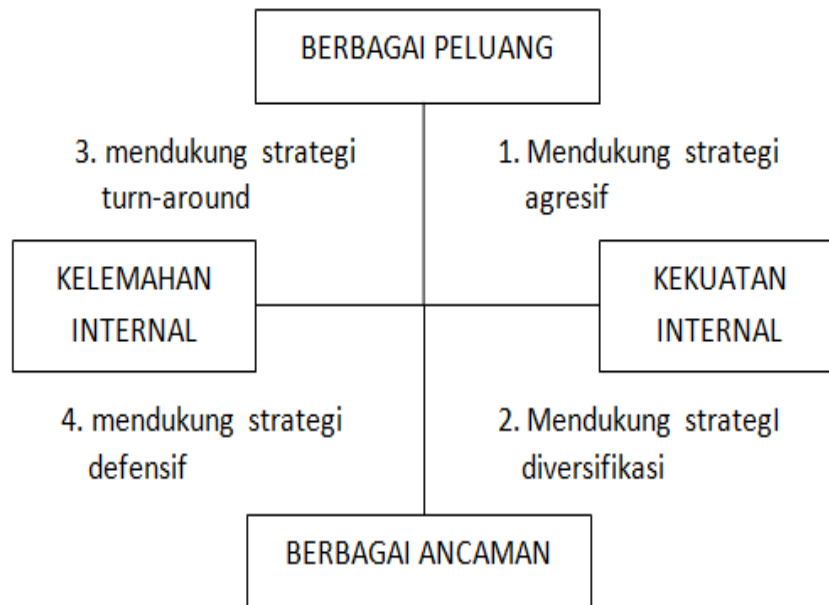 BERBAGAI PELUANG
3. mendukung strategi
turn-around
1. Mendukung strategi
agresif
KELEMAHAN
INTERNAL
KEKUATAN
INTERNAL
4. mendukung strategi
defensif
2. Mendukung strategI
diversifikasi
BERBAGAI ANCAMAN